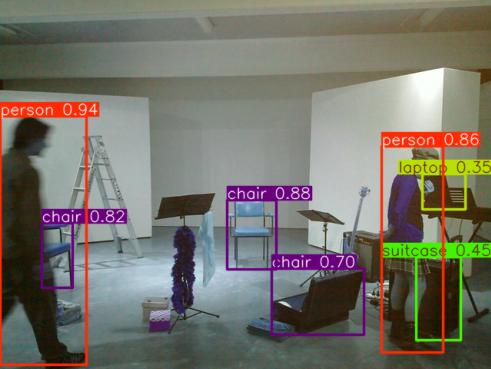 person 0.94
person 0.86
laptop 0.35
chair 0.88
chair 0.82
suitcase 0.45
chair 0.70